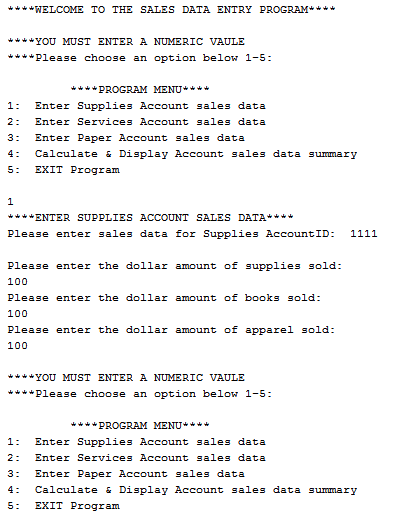 ****WELCOME TO THE SALES DATA ENTRY PROGRAM****
****YOU MUST ENTER A NUMERIC VAULE
****Please choose an option below 1-5:
****PROGRAM MENU****
1:  Enter Supplies Account sales data
2:  Enter Services Account sales data
3:  Enter Paper Account sales data
4:  Calculate & Display Account sales data summary
5:  EXIT Program
1
****ENTER SUPPLIES ACCOUNT SALES DATA****
Please enter sales data for Supplies AccountID:  1111
Please enter the dollar amount of supplies sold:
100
Please enter the dollar amount of books sold:
100
Please enter the dollar amount of apparel sold:
100
****YOU MUST ENTER A NUMERIC VAULE
****Please choose an option below 1-5:
****PROGRAM MENU****
1:  Enter Supplies Account sales data
2:  Enter Services Account sales data
3:  Enter Paper Account sales data
4:  Calculate & Display Account sales data summary
5:  EXIT Program